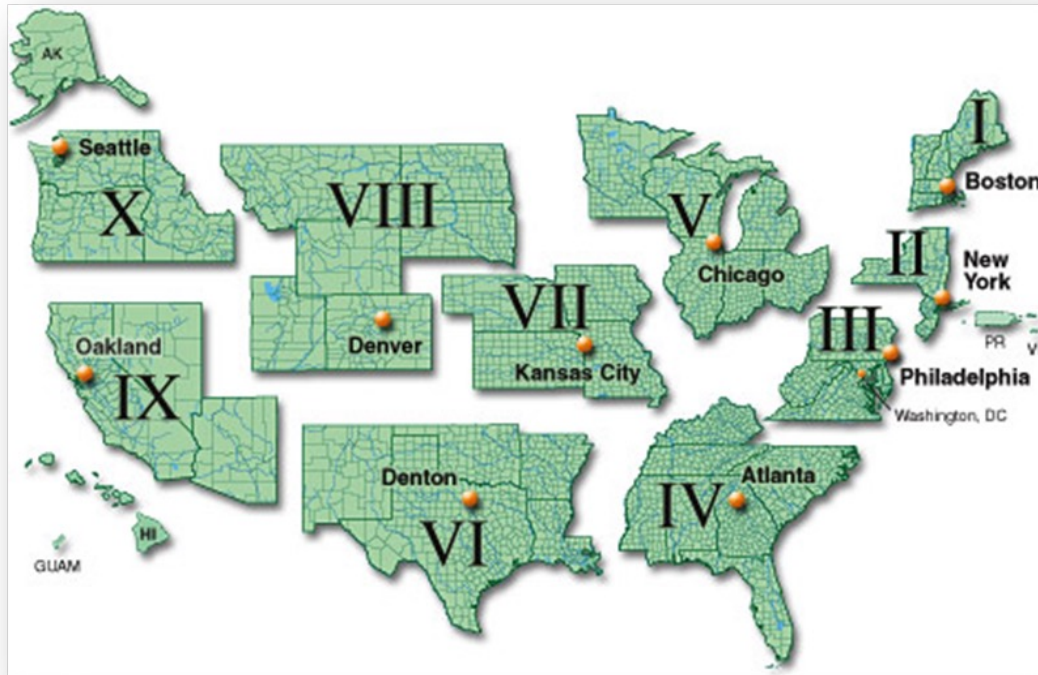 AK
I
Seattle
Boston
X
VIII
V
II
New
York
Chicago
VII
III
Oakland
Denver
PR
V
Kansas City
Philadelphia
IX
Washington, DC
Denton
Atlanta
IV
VI
HI
GUAM